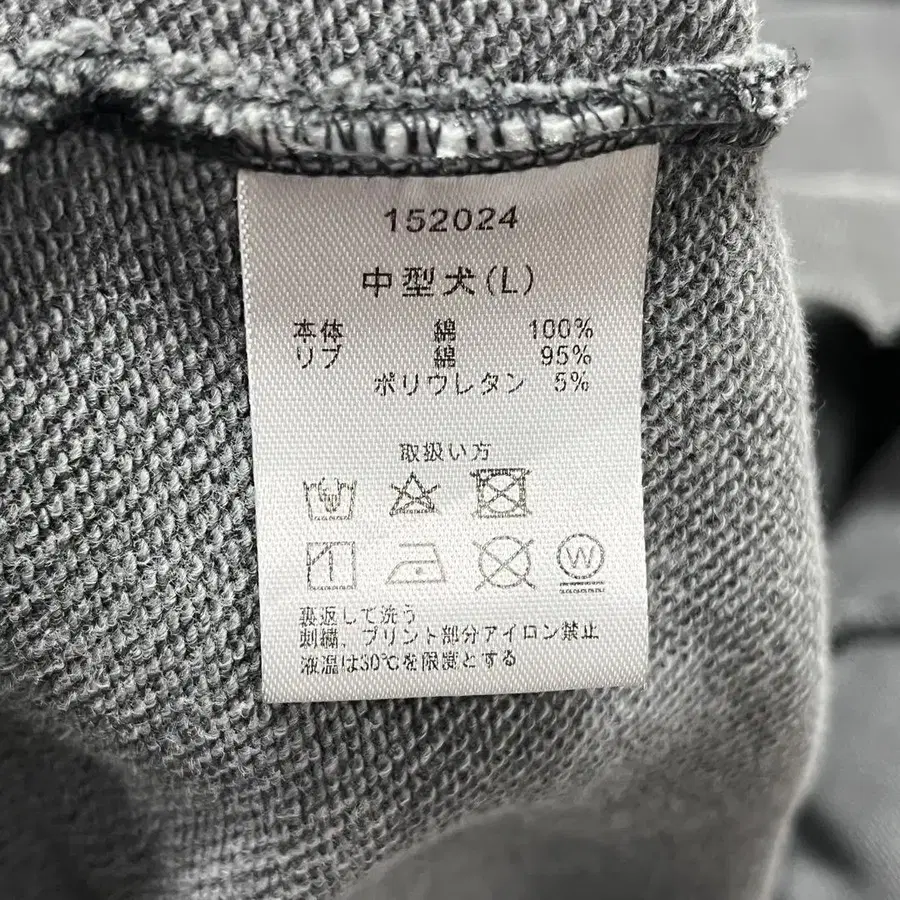 152024
中型犬(L)
本体 綿 100%
リブ 綿 95%
ポリウレタン 5%
取扱い方
W
裏返して洗う
刺繍、プリント部分アイロン禁止
液温は30℃を限度とする